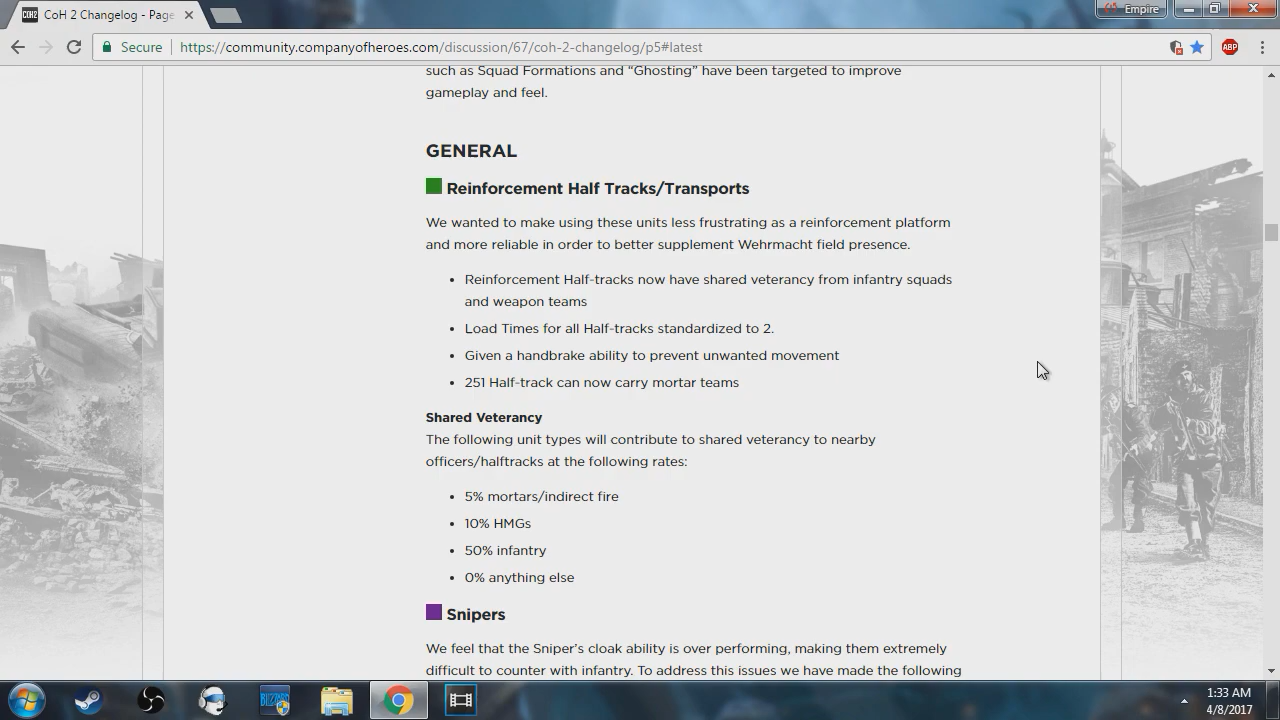 CoH 2 Changelog - Page
Empire
Secure
https://community.companyofheroes.com/discussion/67/coh-2-changelog/p5#latest
ABP
such as Squad Formations and “Ghosting” have been targeted to improve
gameplay and feel.
GENERAL
Reinforcement Half Tracks/Transports
We wanted to make using these units less frustrating as a reinforcement platform
and more reliable in order to better supplement Wehrmacht field presence.
• Reinforcement Half-tracks now have shared veterancy from infantry squads
and weapon teams
• Load Times for all Half-tracks standardized to 2.
• Given a handbrake ability to prevent unwanted movement
• 251 Half-track can now carry mortar teams
Shared Veterancy
The following unit types will contribute to shared veterancy to nearby
officers/halftracks at the following rates:
• 5% mortars/indirect fire
• 10% HMGs
• 50% infantry
• 0% anything else
Snipers
We feel that the Sniper’s cloak ability is over performing, making them extremely
difficult to counter with infantry. To address this issues we have made the following
BLIZZARD
1:33 AM
4/8/2017